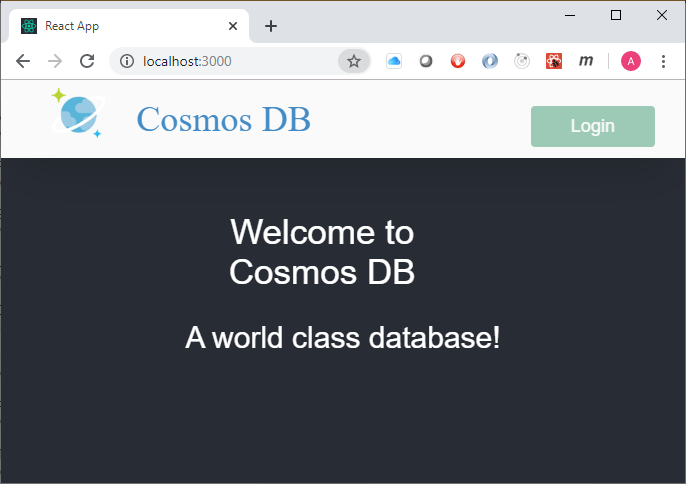 React App
localhost:3000
m
A
Cosmos DB
Login
Welcome to
Cosmos DB
A world class database!